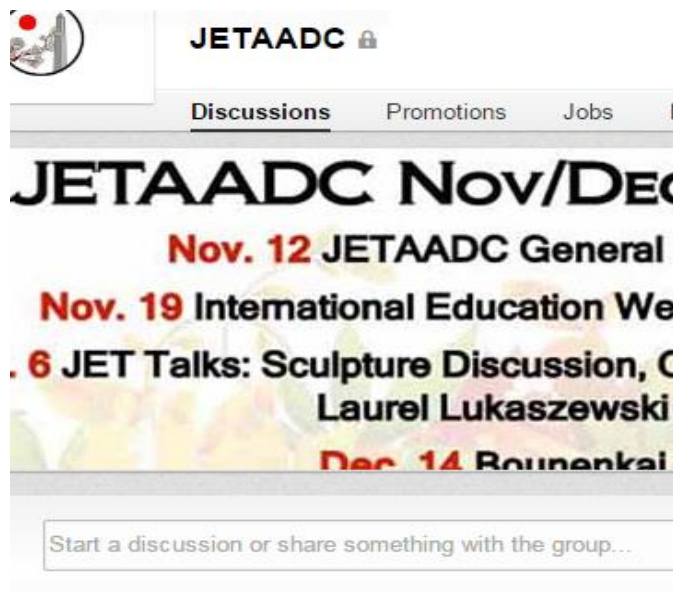 JETAADC
Discussions Promotions Jobs
JETAADC Nov/Dec
Nov. 12 JETAADC General
Nov. 19 International Education We
. 6 JET Talks: Sculpture Discussion, C
Laurel Lukaszewski
Dec. 14 Bounenkai
Start a discussion or share something with the group...